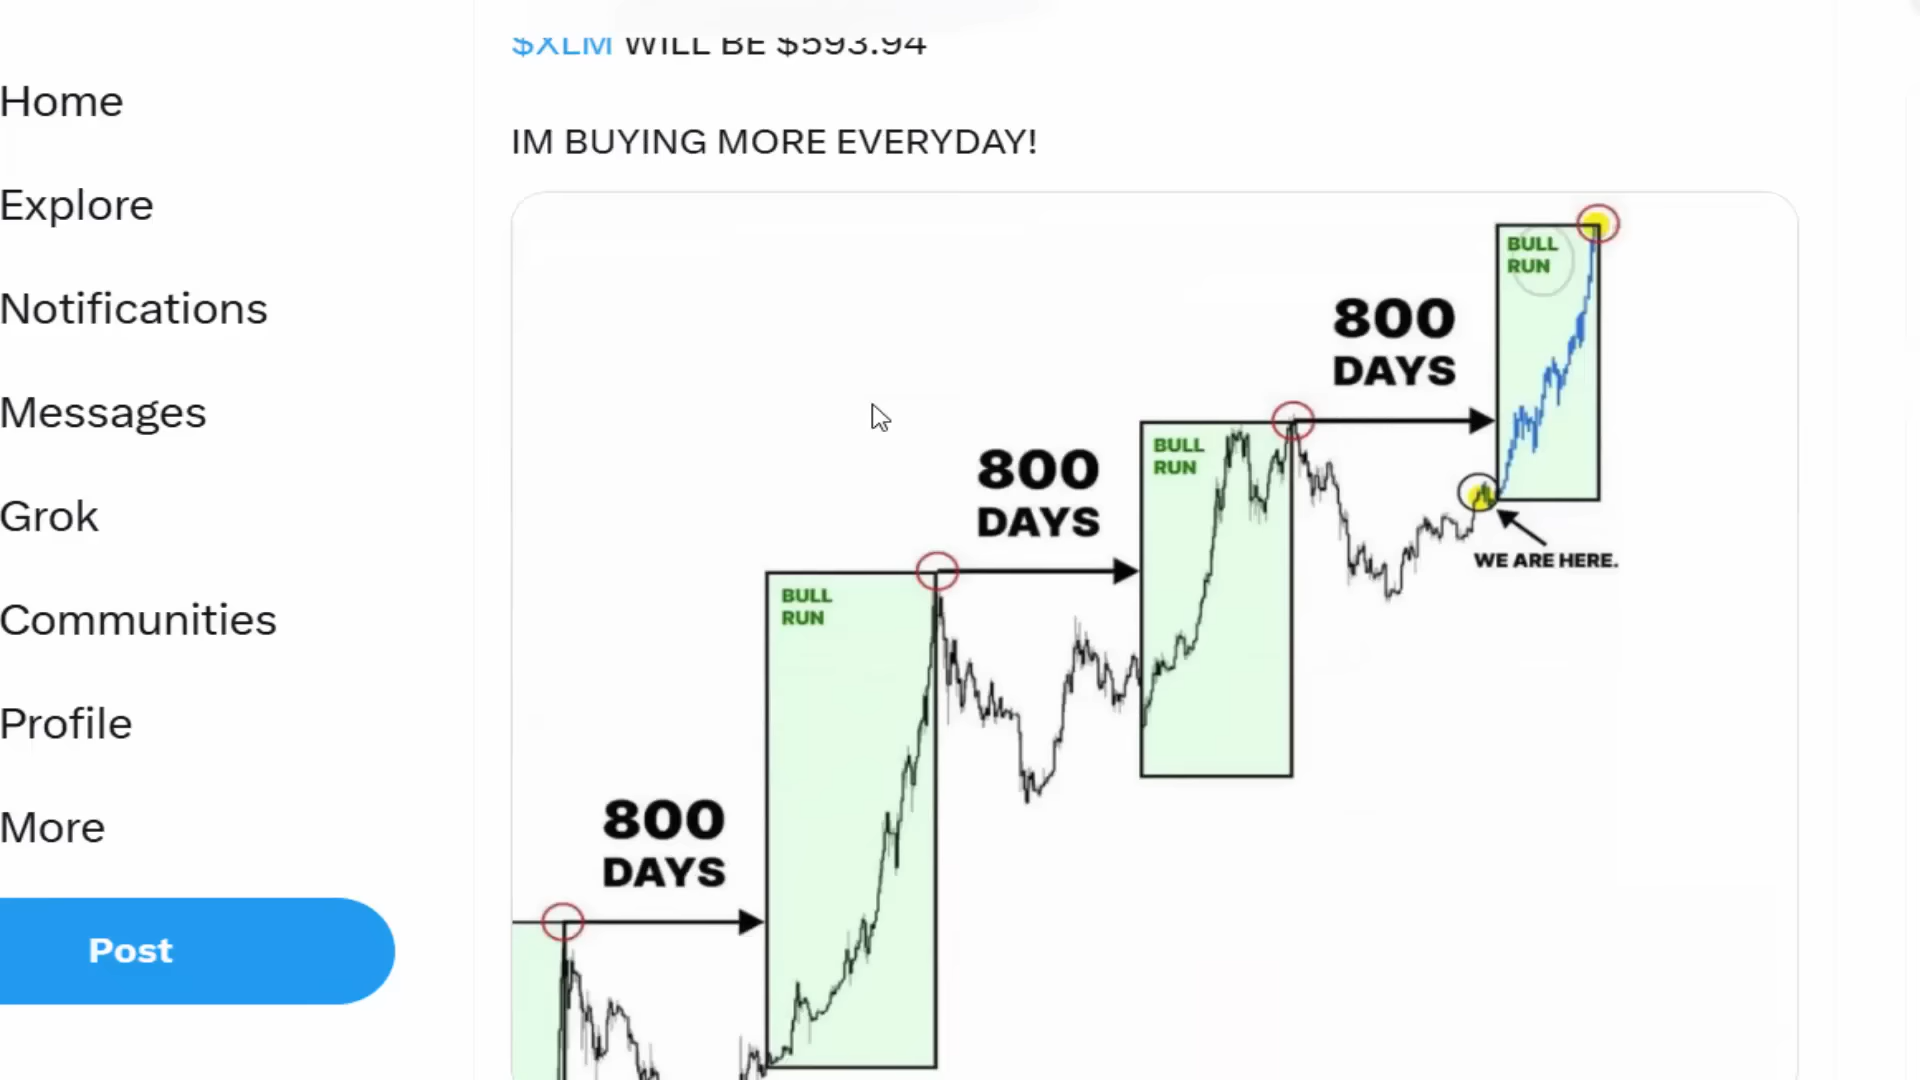 $XLM WILL BE $593.94
IM BUYING MORE EVERYDAY!
Home
Explore
Notifications
Messages
Grok
Communities
Profile
More
Post
BULL
RUN
800
DAYS
BULL
RUN
800
DAYS
WE ARE HERE.
BULL
RUN
800
DAYS